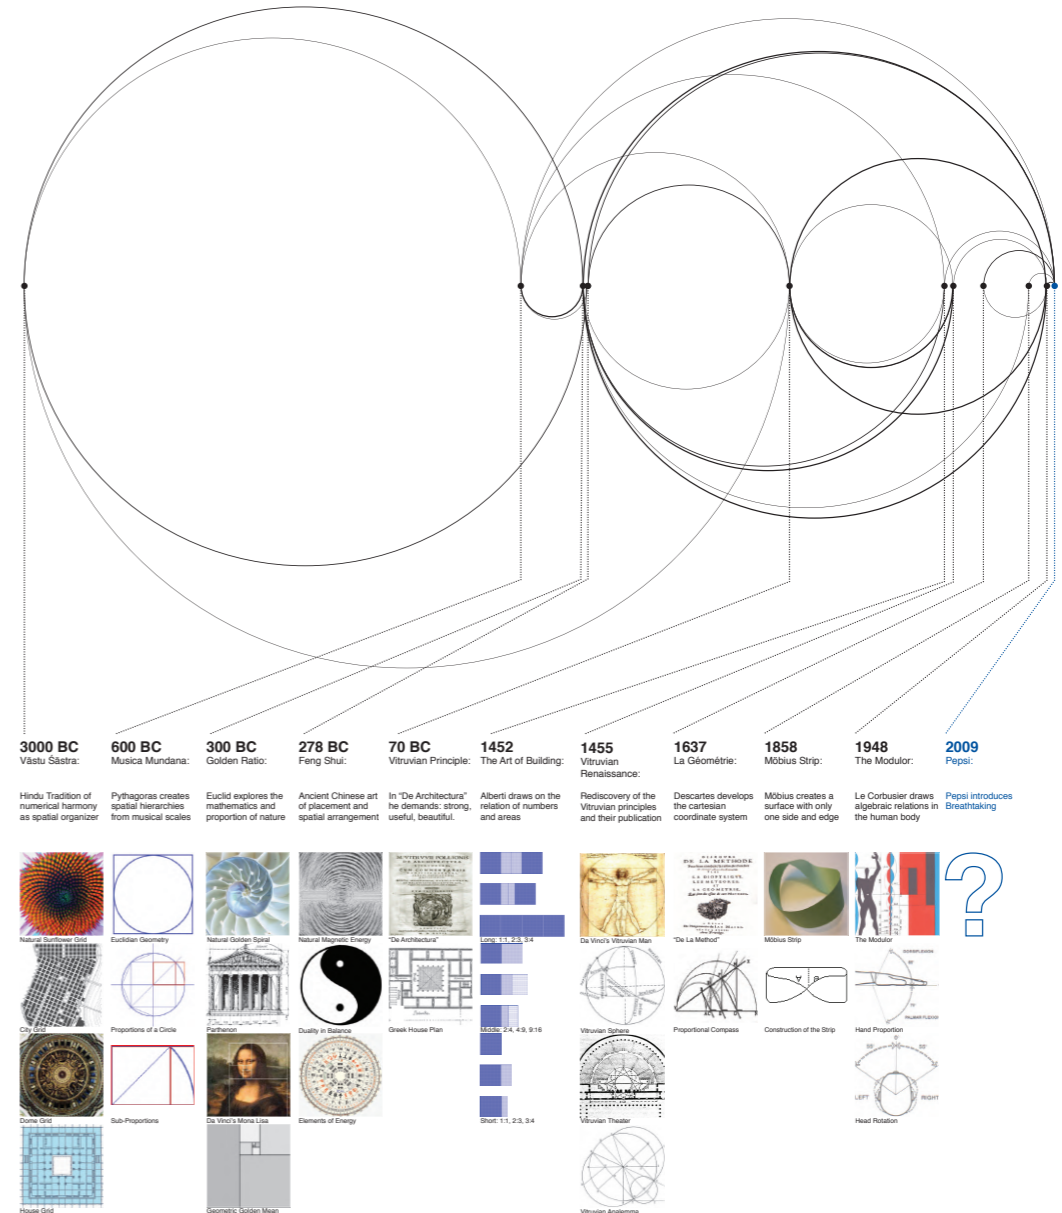 3000 BC
Vāstu Śāstra:
Hindu Tradition of
numerical harmony
as spatial organizer
600 BC
Musica Mundana:
Pythagoras creates
spatial hierarchies
from musical scales
300 BC
Golden Ratio:
Euclid explores the
mathematics and
proportion of nature
278 BC
Feng Shui:
Ancient Chinese art
of placement and
spatial arrangement
70 BC
Vitruvian Principle:
In "De Architectura"
he demands: strong,
useful, beautiful.
1452
The Art of Building:
Alberti draws on the
relation of numbers
and areas
1455
Vitruvian
Renaissance:
Rediscovery of the
Vitruvian principles
and their publication
1637
La Géométrie:
Descartes develops
the cartesian
coordinate system
1858
Möbius Strip:
Möbius creates a
surface with only
one side and edge
1948
The Modulor:
Le Corbusier draws
algebraic relations in
the human body
2009
Pepsi:
Pepsi introduces
Breathtaking
?
Natural Sunflower Grid
Euclidian Geometry
Natural Golden Spiral
Natural Magnetic Energy
"De Architectura"
Long: 1:1, 2:3, 3:4
Da Vinci's Vitruvian Man
DE LA METHODE
"De La Method"
Möbius Strip
The Modulor
City Grid
Proportions of a Circle
Parthenon
Duality in Balance
Greek House Plan
Middle: 2:4, 4:9, 9:16
Vitruvian Sphere
Proportional Compass
Construction of the Strip
Hand Proportion
Dome Grid
Sub-Proportions
Da Vinci's Mona Lisa
Elements of Energy
Short: 1:1, 2:3, 3:4
Vitruvian Theater
LEFT
RIGHT
Head Rotation
House Grid
Geometric Golden Mean
Vitruvian Analemma